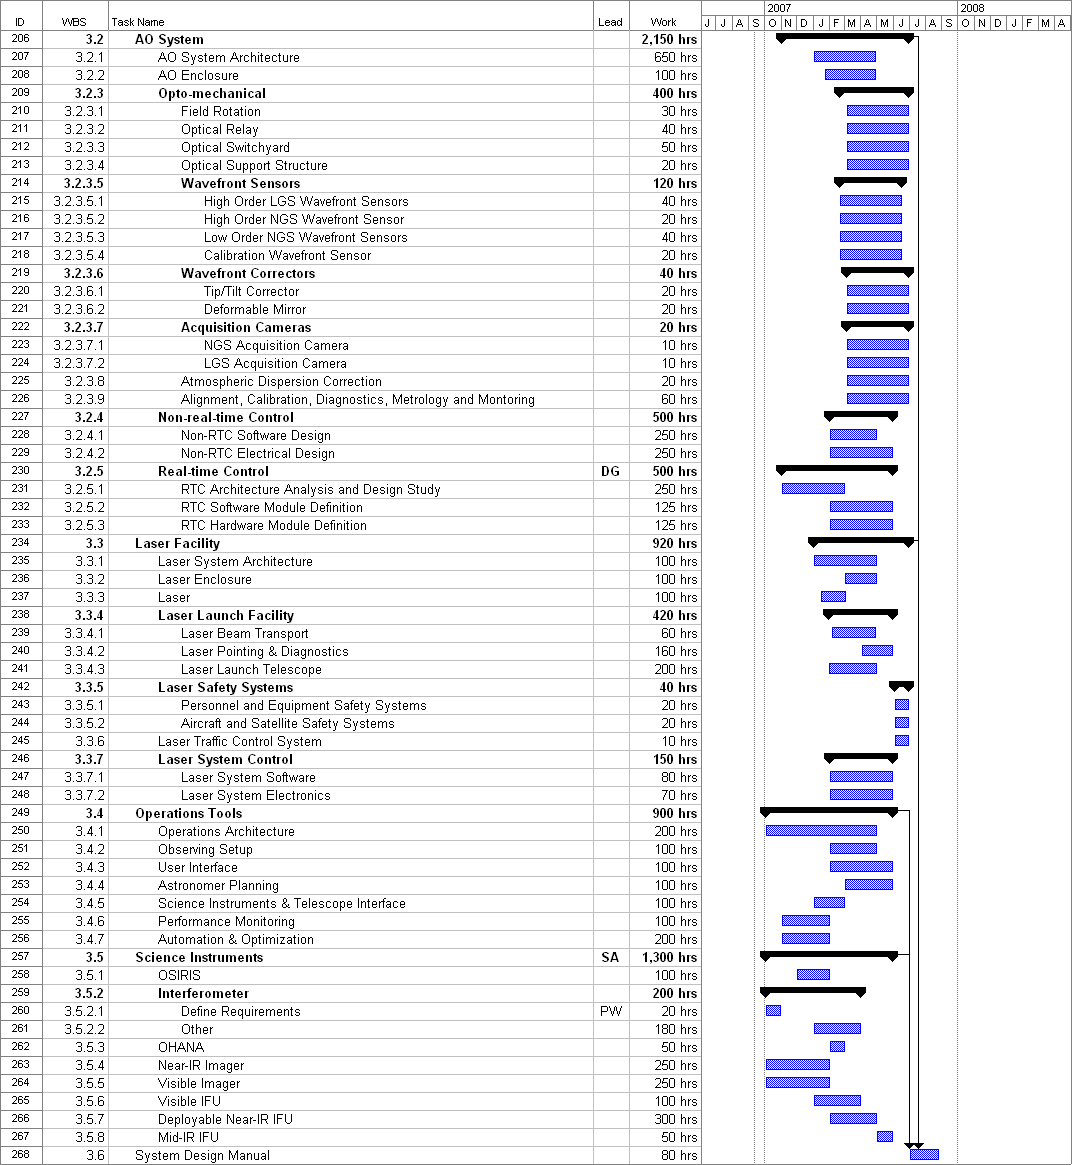 2007 2008
ID WBS Task Name Lead Work J J A S O N D J F M A M J J A S O N D J F M A
206 3.2 AO System 2,150 hrs
207 3.2.1 AO System Architecture 650 hrs
208 3.2.2 AO Enclosure 100 hrs
209 3.2.3 Opto-mechanical 400 hrs
210 3.2.3.1 Field Rotation 30 hrs
211 3.2.3.2 Optical Relay 40 hrs
212 3.2.3.3 Optical Switchyard 50 hrs
213 3.2.3.4 Optical Support Structure 20 hrs
214 3.2.3.5 Wavefront Sensors 120 hrs
215 3.2.3.5.1 High Order LGS Wavefront Sensors 40 hrs
216 3.2.3.5.2 High Order NGS Wavefront Sensor 20 hrs
217 3.2.3.5.3 Low Order NGS Wavefront Sensors 40 hrs
218 3.2.3.5.4 Calibration Wavefront Sensor 20 hrs
219 3.2.3.6 Wavefront Correctors 40 hrs
220 3.2.3.6.1 Tip/Tilt Corrector 20 hrs
221 3.2.3.6.2 Deformable Mirror 20 hrs
222 3.2.3.7 Acquisition Cameras 20 hrs
223 3.2.3.7.1 NGS Acquisition Camera 10 hrs
224 3.2.3.7.2 LGS Acquisition Camera 10 hrs
225 3.2.3.8 Atmospheric Dispersion Correction 20 hrs
226 3.2.3.9 Alignment, Calibration, Diagnostics, Metrology and Montoring 60 hrs
227 3.2.4 Non-real-time Control 500 hrs
228 3.2.4.1 Non-RTC Software Design 250 hrs
229 3.2.4.2 Non-RTC Electrical Design 250 hrs
230 3.2.5 Real-time Control DG 500 hrs
231 3.2.5.1 RTC Architecture Analysis and Design Study 250 hrs
232 3.2.5.2 RTC Software Module Definition 125 hrs
233 3.2.5.3 RTC Hardware Module Definition 125 hrs
234 3.3 Laser Facility 920 hrs
235 3.3.1 Laser System Architecture 100 hrs
236 3.3.2 Laser Enclosure 100 hrs
237 3.3.3 Laser 100 hrs
238 3.3.4 Laser Launch Facility 420 hrs
239 3.3.4.1 Laser Beam Transport 60 hrs
240 3.3.4.2 Laser Pointing & Diagnostics 160 hrs
241 3.3.4.3 Laser Launch Telescope 200 hrs
242 3.3.5 Laser Safety Systems 40 hrs
243 3.3.5.1 Personnel and Equipment Safety Systems 20 hrs
244 3.3.5.2 Aircraft and Satellite Safety Systems 20 hrs
245 3.3.6 Laser Traffic Control System 10 hrs
246 3.3.7 Laser System Control 150 hrs
247 3.3.7.1 Laser System Software 80 hrs
248 3.3.7.2 Laser System Electronics 70 hrs
249 3.4 Operations Tools 900 hrs
250 3.4.1 Operations Architecture 200 hrs
251 3.4.2 Observing Setup 100 hrs
252 3.4.3 User Interface 100 hrs
253 3.4.4 Astronomer Planning 100 hrs
254 3.4.5 Science Instruments & Telescope Interface 100 hrs
255 3.4.6 Performance Monitoring 100 hrs
256 3.4.7 Automation & Optimization 200 hrs
257 3.5 Science Instruments SA 1,300 hrs
258 3.5.1 OSIRIS 100 hrs
259 3.5.2 Interferometer 200 hrs
260 3.5.2.1 Define Requirements PW 20 hrs
261 3.5.2.2 Other 180 hrs
262 3.5.3 OHANA 50 hrs
263 3.5.4 Near-IR Imager 250 hrs
264 3.5.5 Visible Imager 250 hrs
265 3.5.6 Visible IFU 100 hrs
266 3.5.7 Deployable Near-IR IFU 300 hrs
267 3.5.8 Mid-IR IFU 50 hrs
268 3.6 System Design Manual 80 hrs